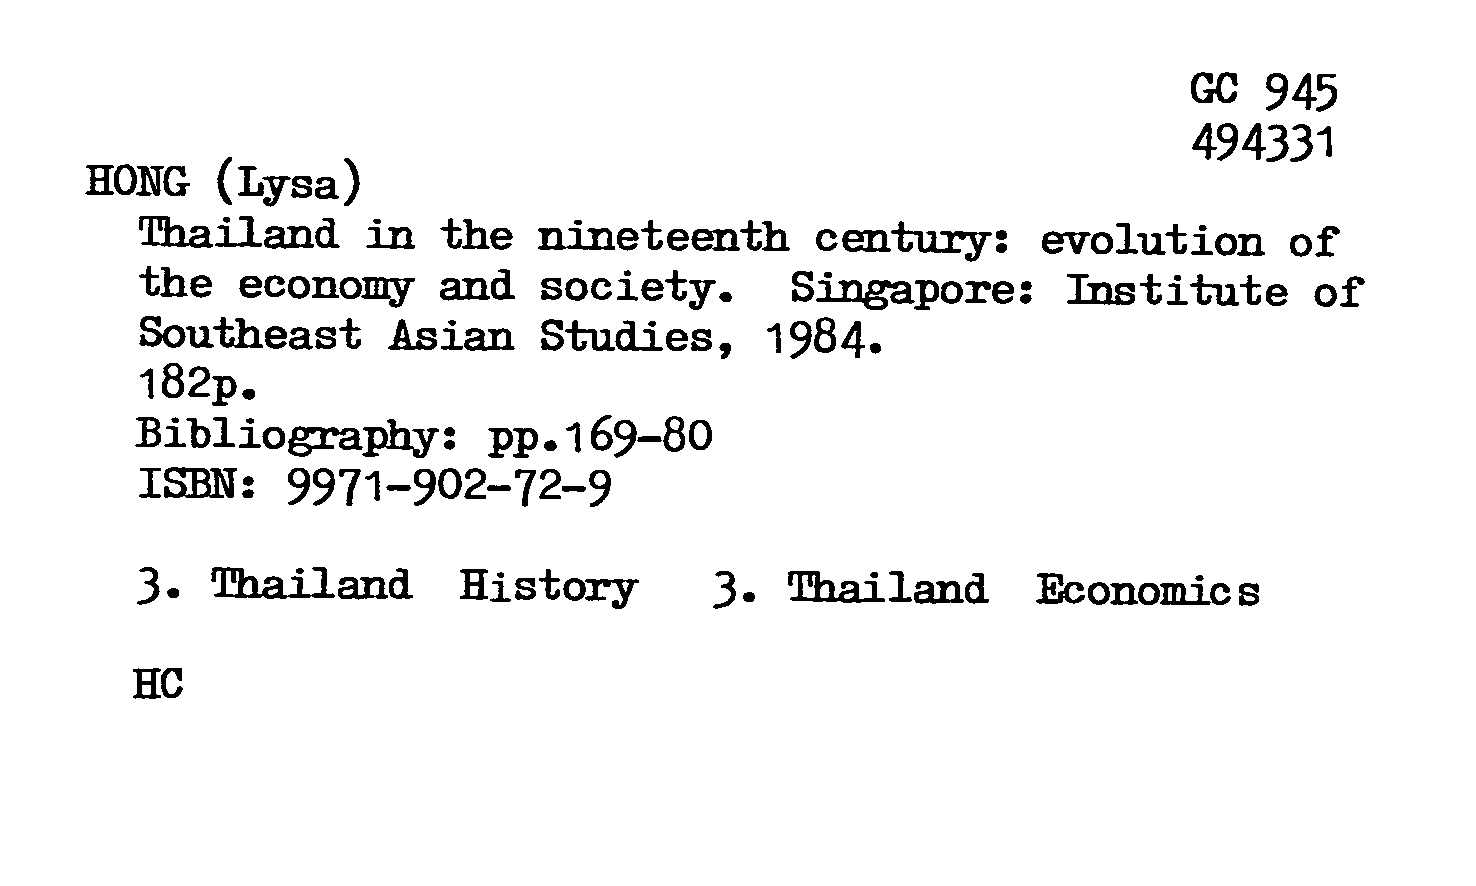 GC 945
494331
HONG (Lysa)
Thailand in the nineteenth century: evolution of
the economy and society. Singapore: Institute of
Southeast Asian Studies, 1984.
182p.
Bibliography: pp.169-80
ISBN: 9971-902-72-9
3. Thailand History 3. Thailand Economics
HC